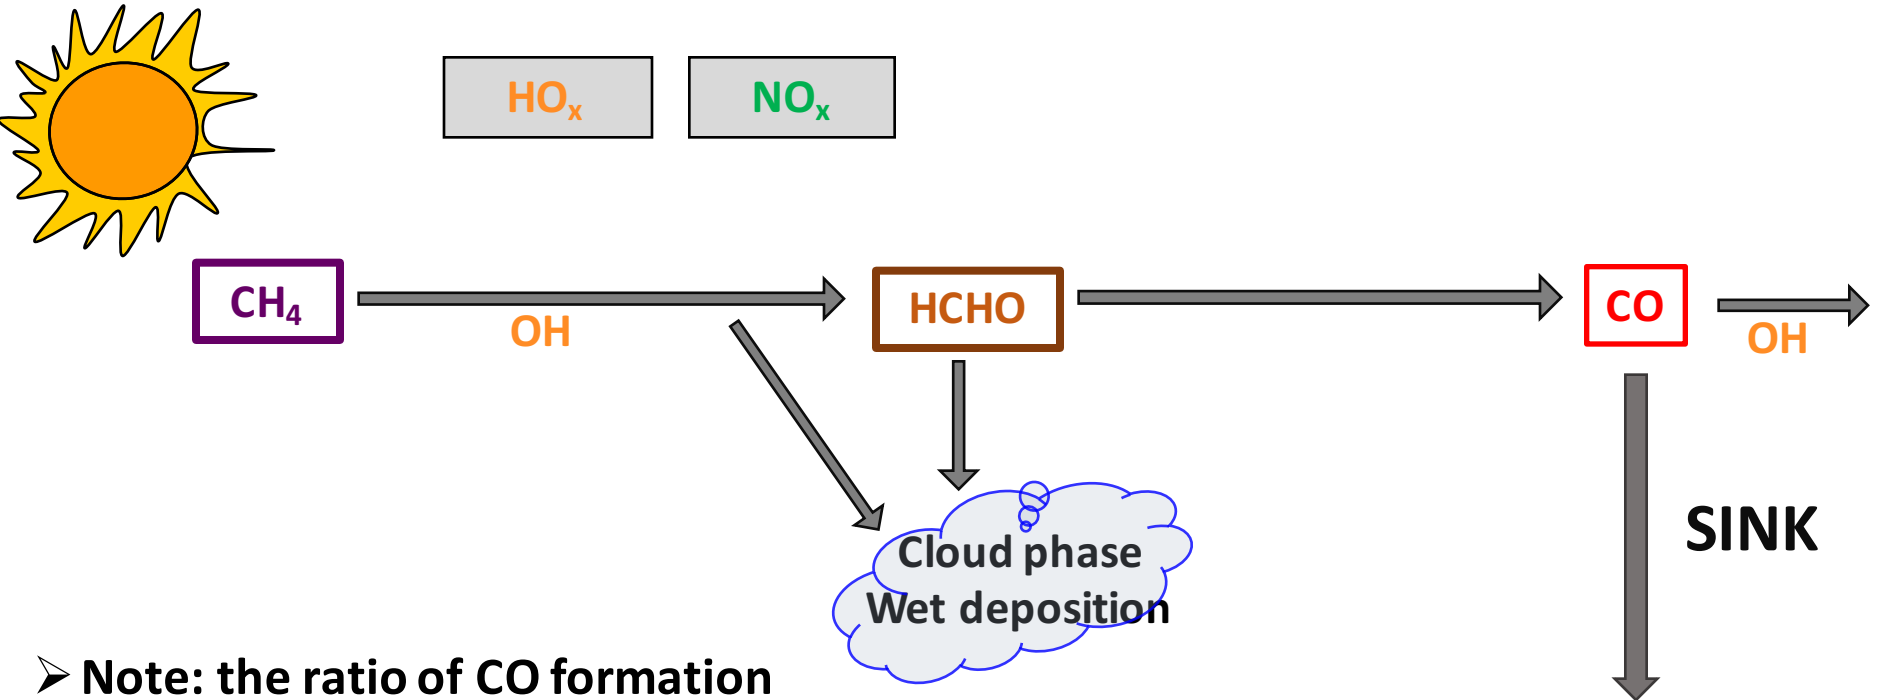 HOₓ
NOₓ
CH₄
OH
HCHO
CO
OH
SINK
Cloud phase
Wet deposition
➢ Note: the ratio of CO formation